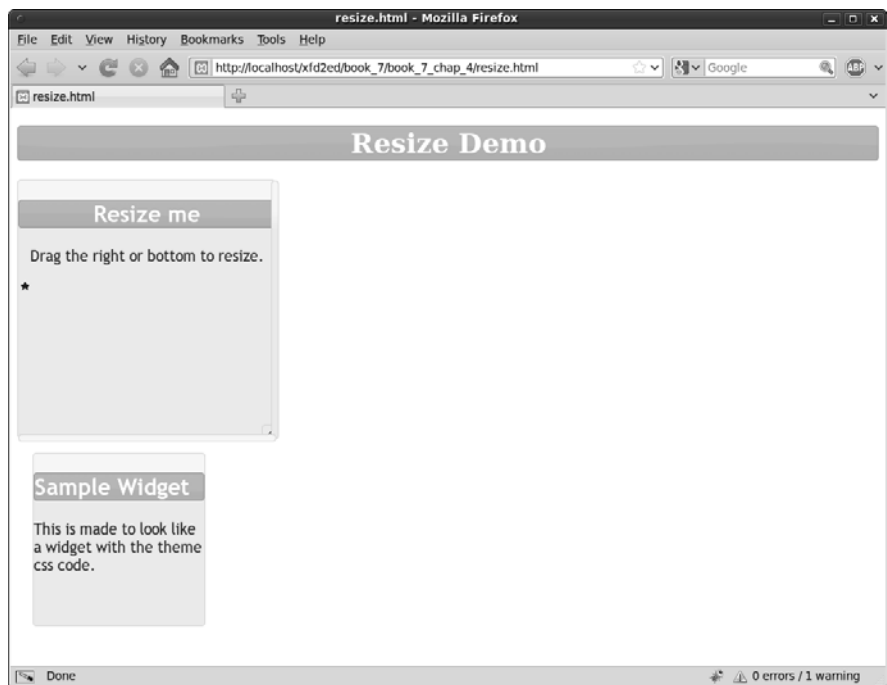 resize.html - Mozilla Firefox
File Edit View History Bookmarks Tools Help
http://localhost/xfd2ed/book_7/book_7_chap_4/resize.html
Google
ABP
resize.html
Resize Demo
Resize me
Drag the right or bottom to resize.
Sample Widget
This is made to look like
a widget with the theme
css code.
Done
0 errors / 1 warning